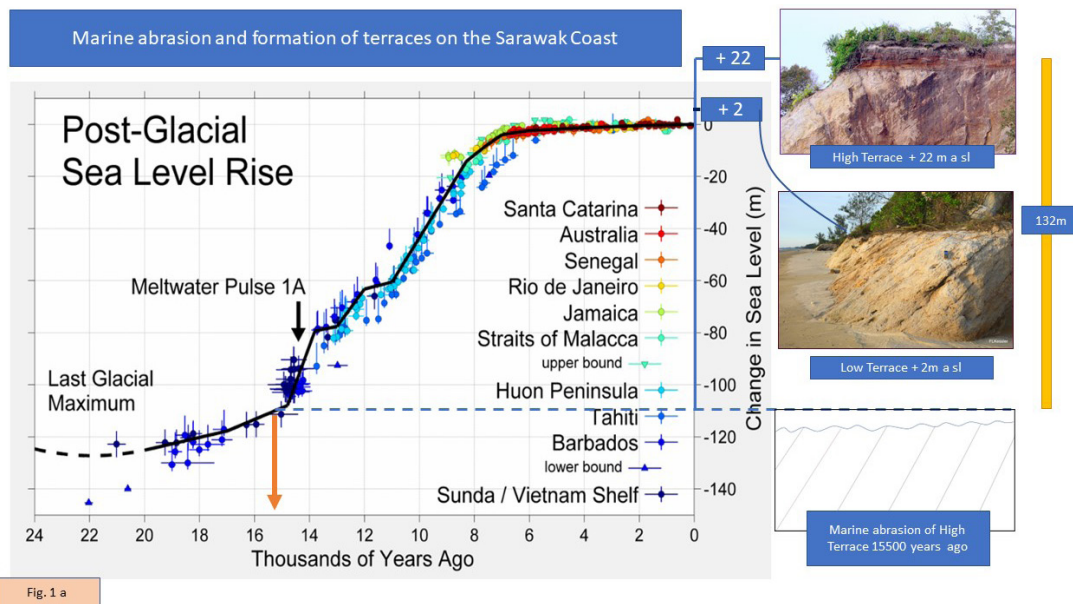 Marine abrasion and formation of terraces on the Sarawak Coast
+ 22
+ 2
High Terrace + 22 m a sl
132m
Low Terrace + 2m a sl
Marine abrasion of High
Terrace 15500 years ago
Post-Glacial
Sea Level Rise
Meltwater Pulse 1A
Last Glacial
Maximum
Santa Catarina
Australia
Senegal
Rio de Janeiro
Jamaica
Straits of Malacca
upper bound
Huon Peninsula
Tahiti
Barbados
lower bound
Sunda / Vietnam Shelf
0
-20
-40
-60
-80
-100
-120
-140
Change in Sea Level (m)
24 22 20 18 16 14 12 10 8 6 4 2 0
Thousands of Years Ago
Fig. 1 a